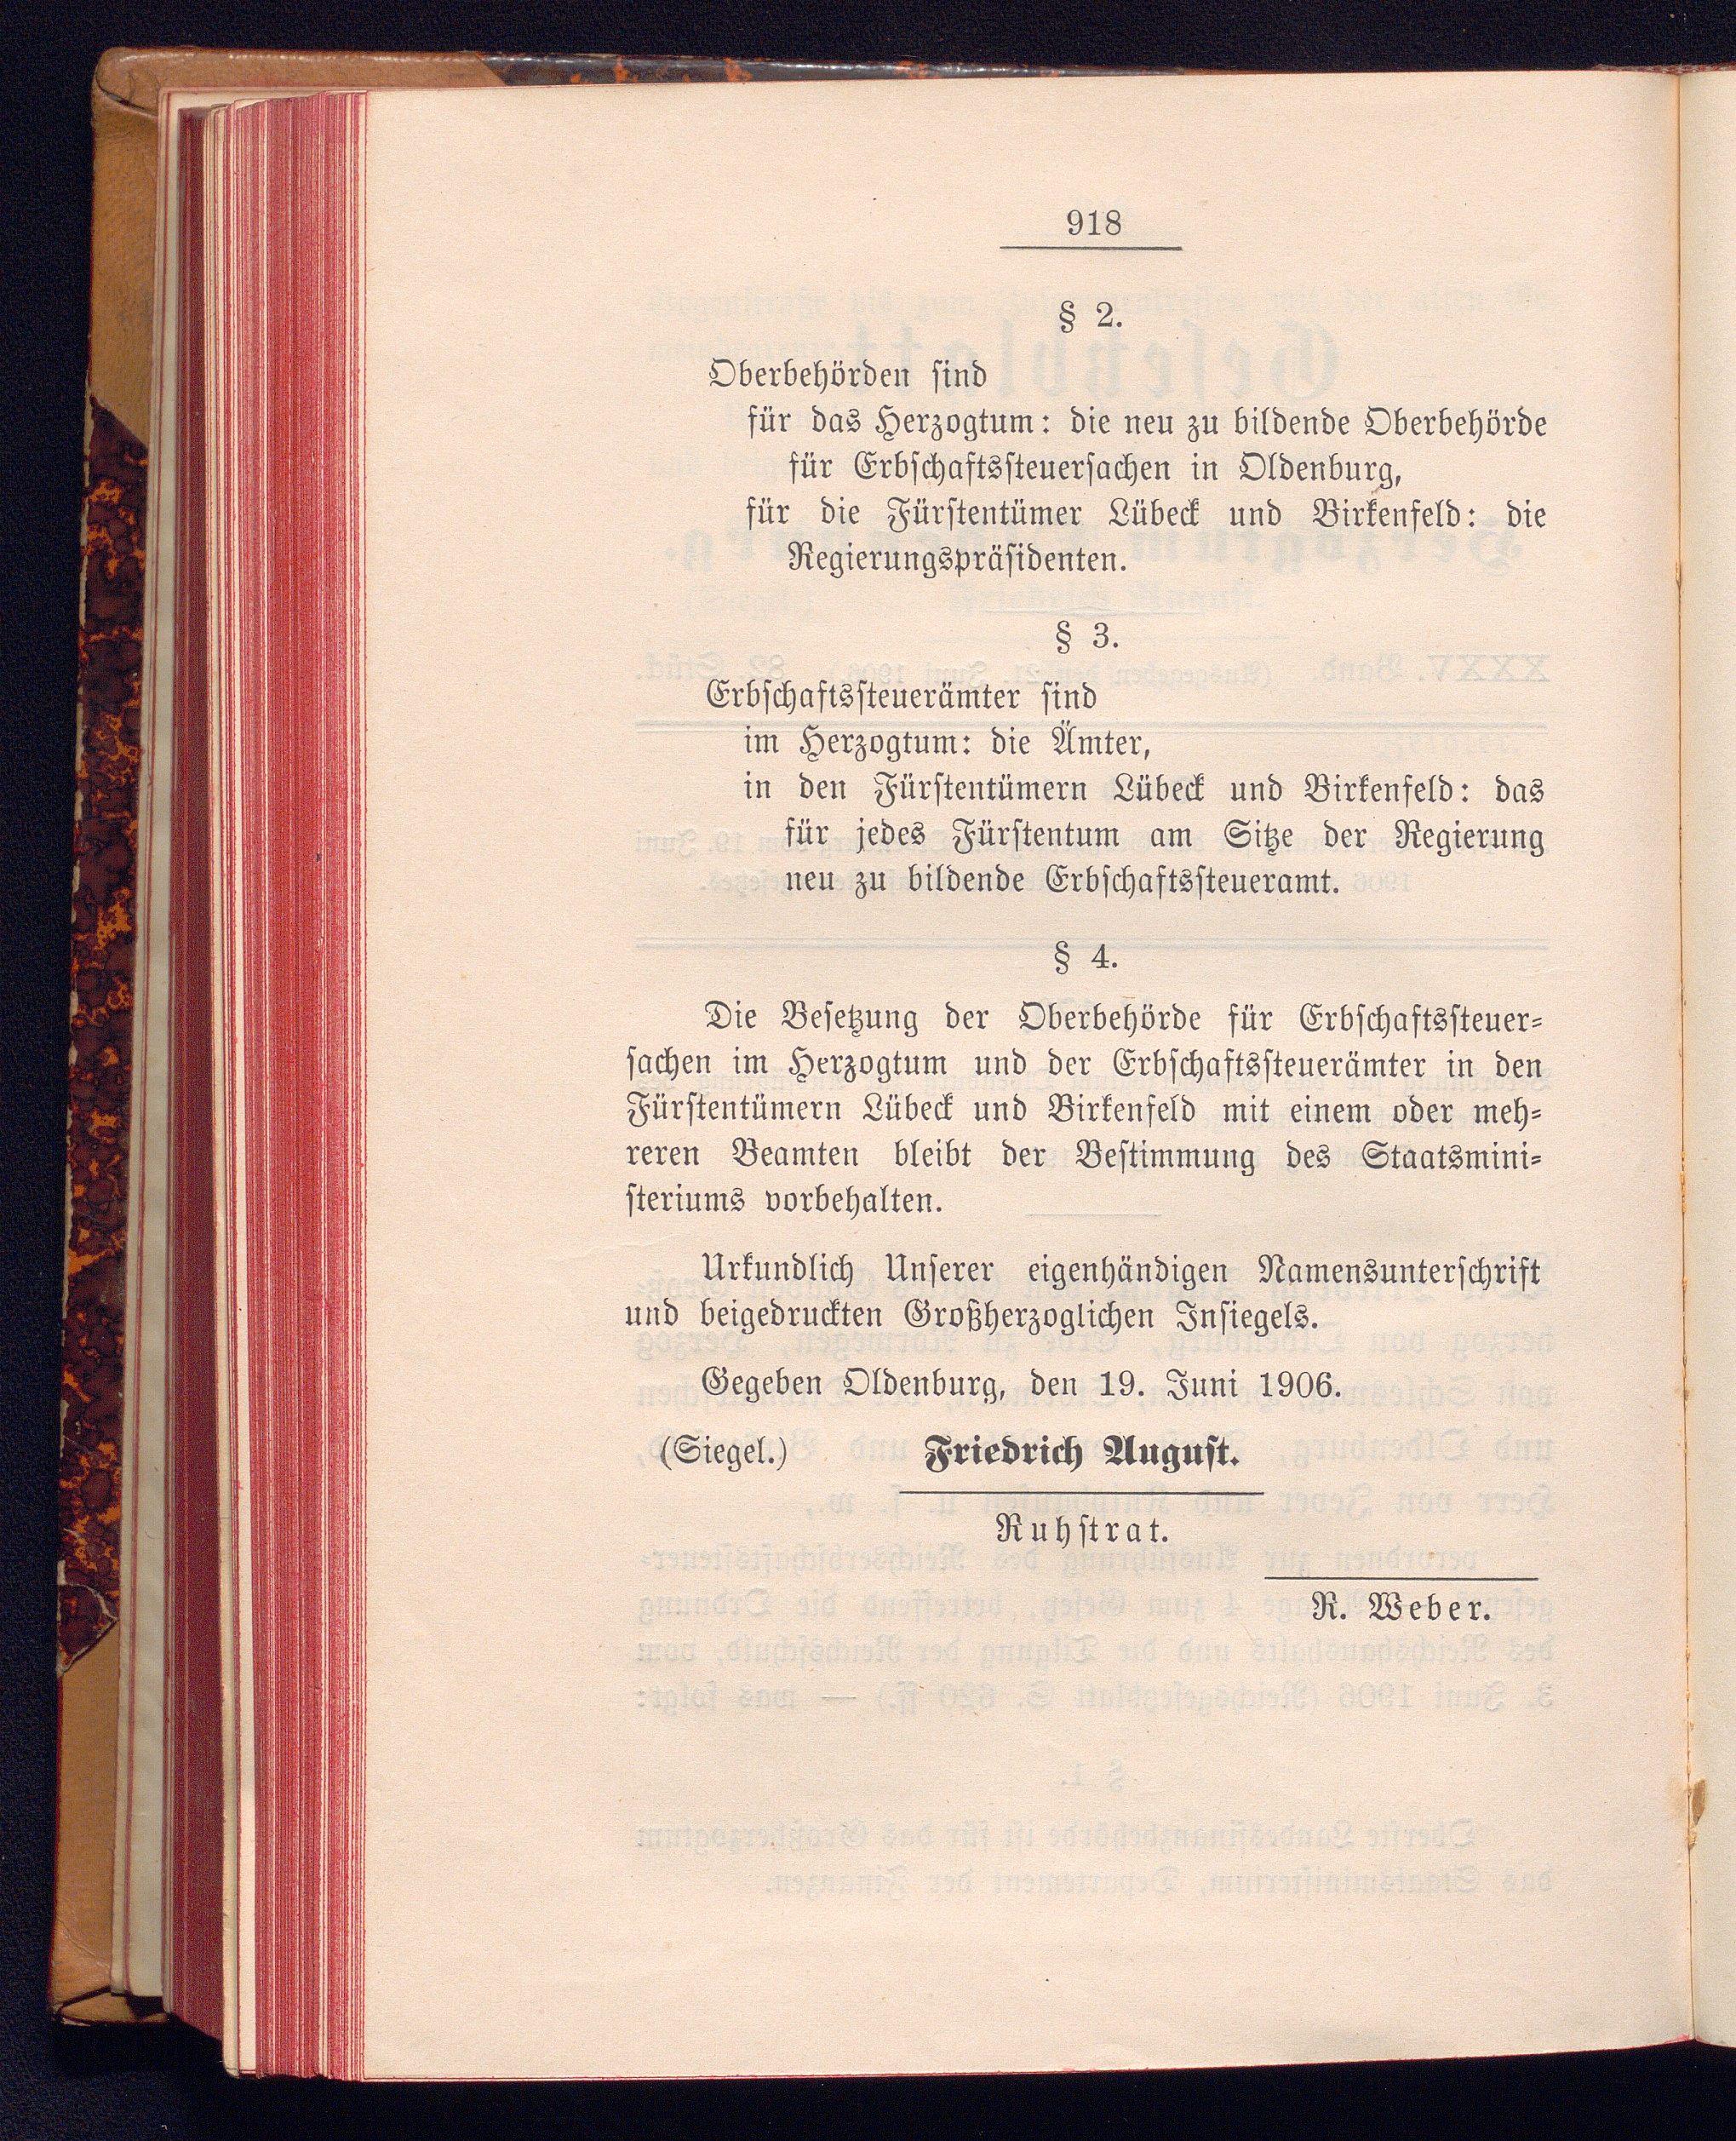 918
§ 2.
Oberbehörden sind
für das Herzogtum: die neu zu bildende Oberbehörde
für Erbschaftssteuersachen in Oldenburg,
für die Fürstentümer Lübeck und Birkenfeld: die
Regierungspräsidenten.
§ 3.
Erbschaftssteuerämter sind
im Herzogtum: die Ämter,
in den Fürstentümern Lübeck und Birkenfeld: das
für jedes Fürstentum am Sitze der Regierung
neu zu bildende Erbschaftssteueramt.
§ 4.
Die Besetzung der Oberbehörde für Erbschaftssteuer-
sachen im Herzogtum und der Erbschaftssteuerämter in den
Fürstentümern Lübeck und Birkenfeld mit einem oder meh-
reren Beamten bleibt der Bestimmung des Staatsmini-
steriums vorbehalten.
Urkundlich Unserer eigenhändigen Namensunterschrift
und beigedruckten Großherzoglichen Insiegels.
Gegeben Oldenburg, den 19. Juni 1906.
(Siegel.) Friedrich August.
Ruhstrat.
R. Weber.